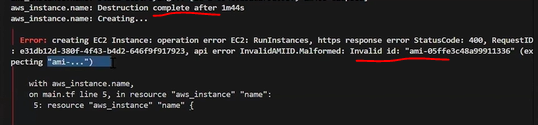 aws_instance.name: Destruction complete after 1m44s
aws_instance.name: Creating...
Error: creating EC2 Instance: operation error EC2: RunInstances, https response error StatusCode: 400, RequestID
: e31db12d-380f-4f43-b4d2-646f9f917923, api error InvalidAMIID.Malformed: Invalid id: "ami-05ffe3c48a99911336" (ex
pecting "ami-...")
with aws_instance.name,
on main.tf line 5, in resource "aws_instance" "name":
5: resource "aws_instance" "name" {